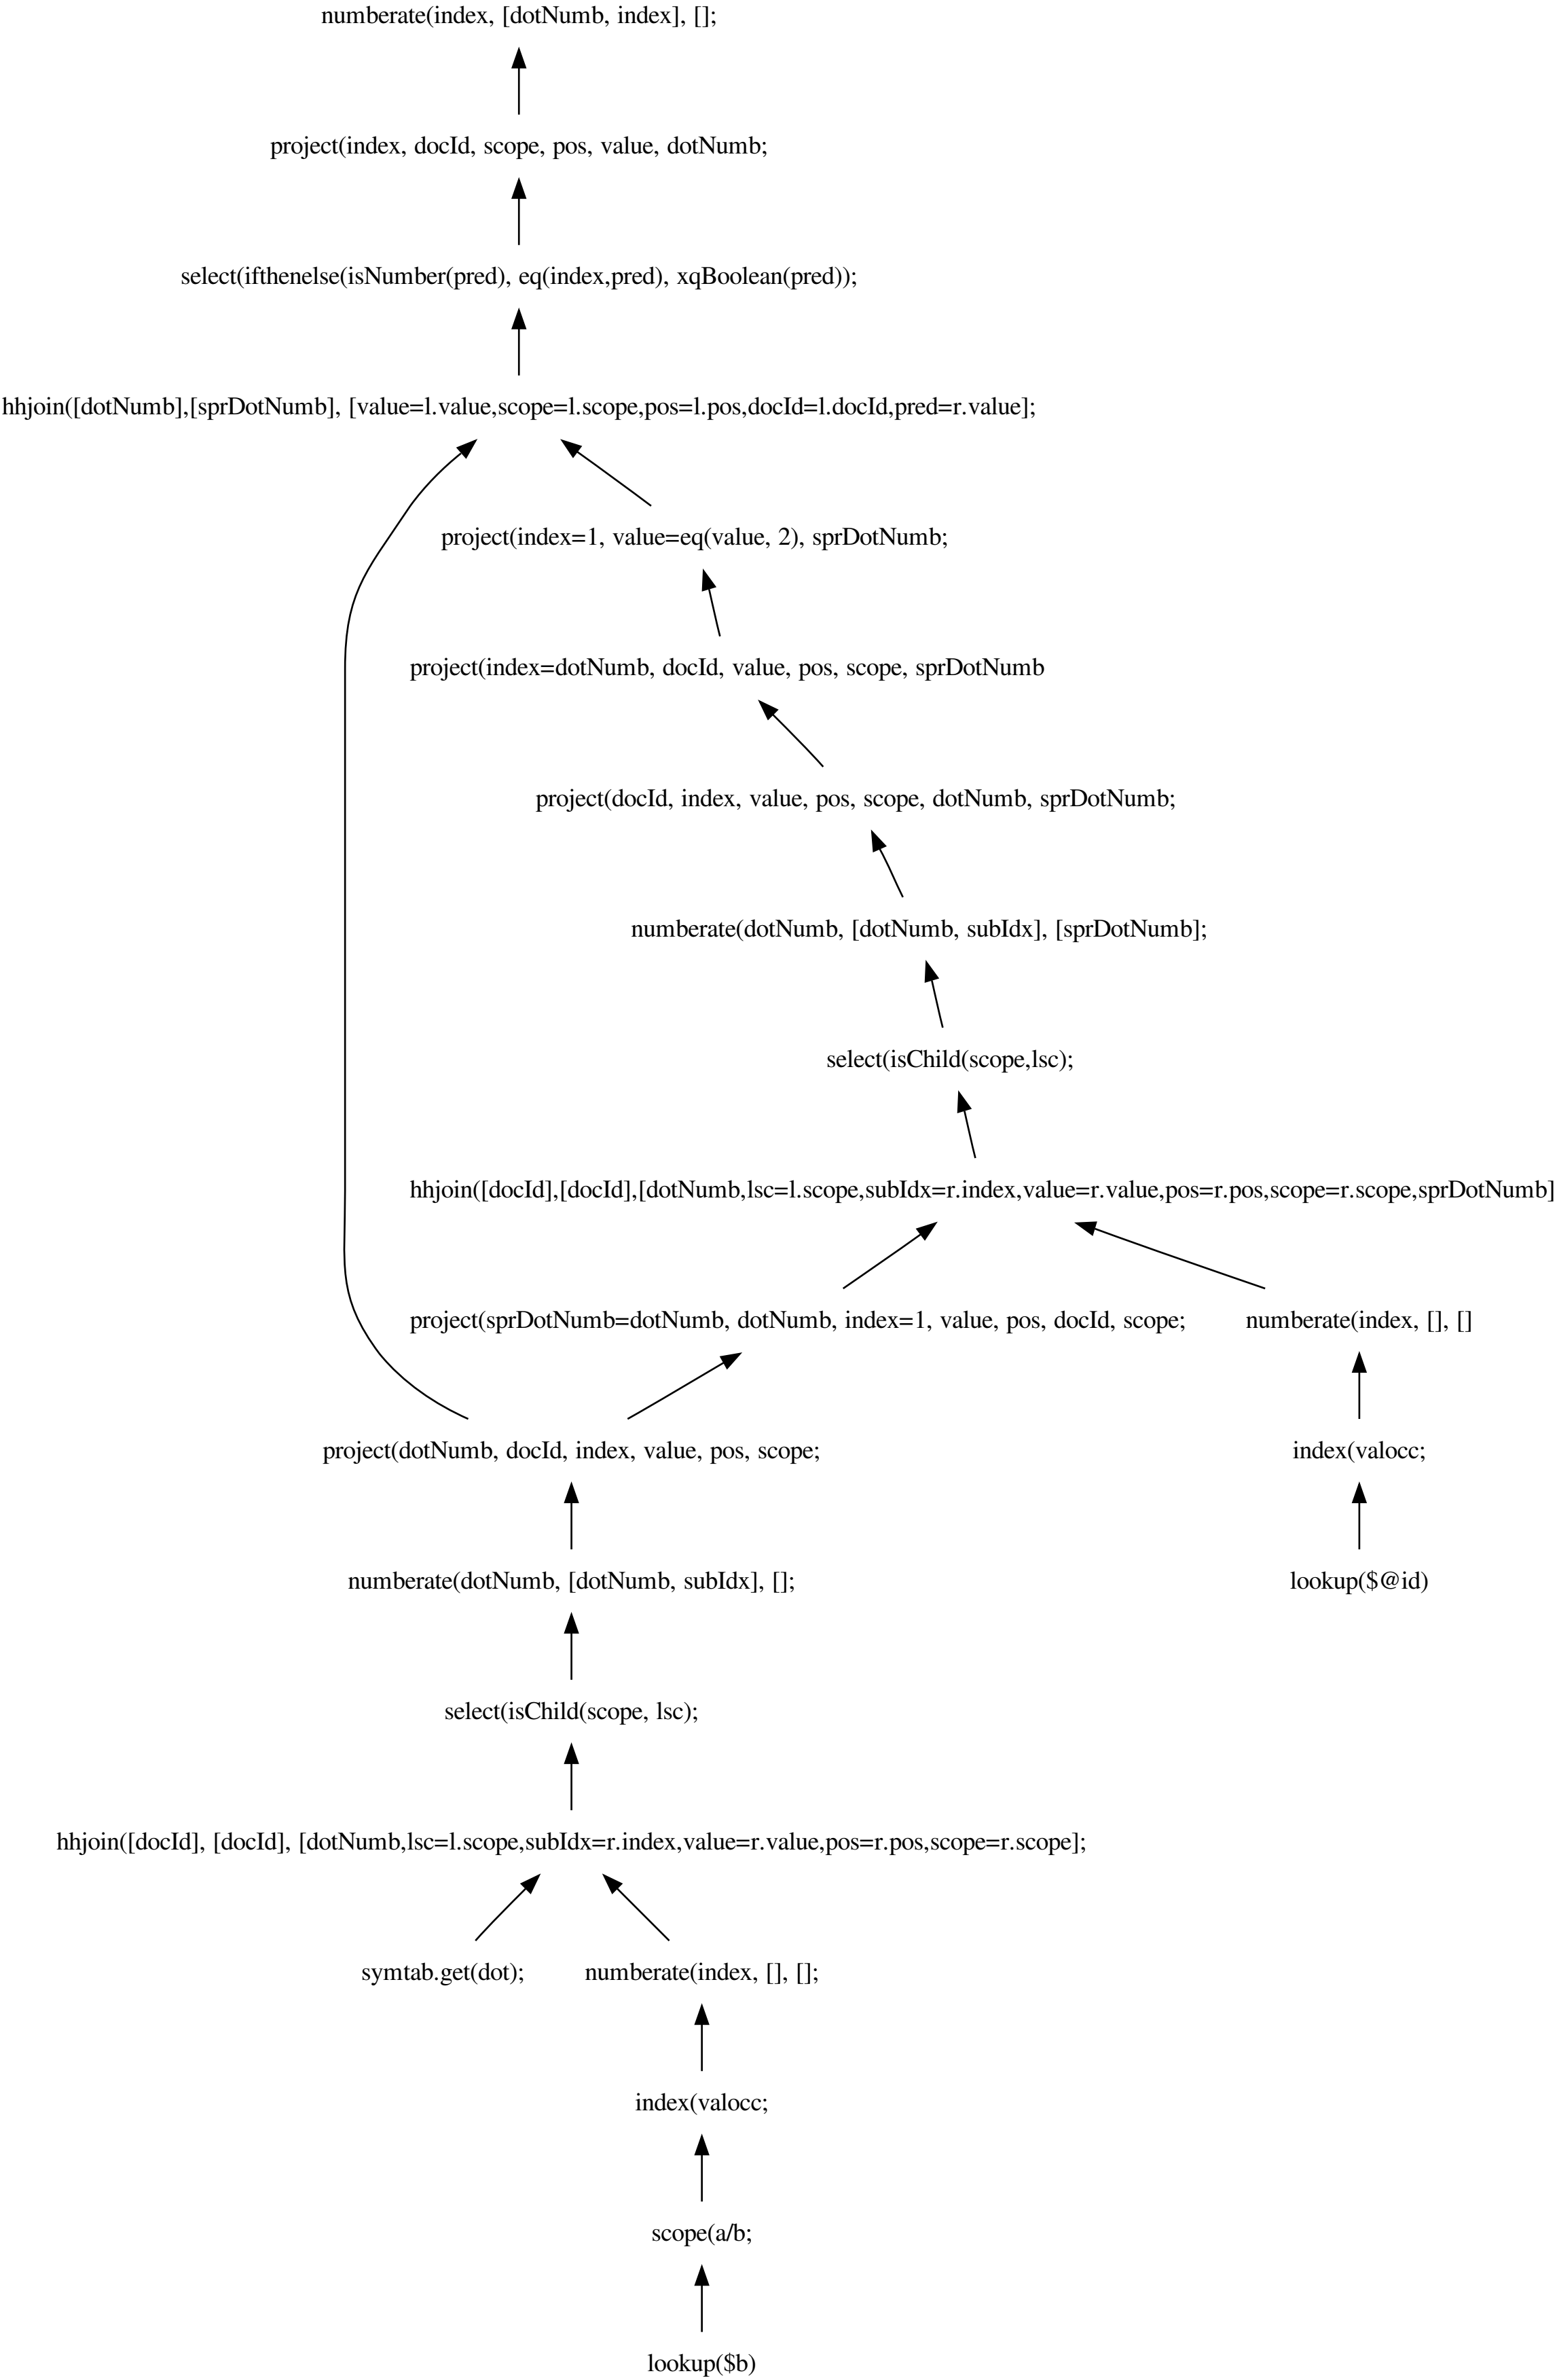 numberate(index, [dotNumb, index], [];
project(index, docId, scope, pos, value, dotNumb;
select(ifthenelse(isNumber(pred), eq(index,pred), xqBoolean(pred));
hhjoin([dotNumb],[sprDotNumb], [value=l.value,scope=l.scope,pos=l.pos,docId=l.docId,pred=r.value];
project(index=1, value=eq(value, 2), sprDotNumb;
project(index=dotNumb, docId, value, pos, scope, sprDotNumb
project(docId, index, value, pos, scope, dotNumb, sprDotNumb;
numberate(dotNumb, [dotNumb, subIdx], [sprDotNumb];
select(isChild(scope,lsc);
hhjoin([docId],[docId],[dotNumb,lsc=l.scope,subIdx=r.index,value=r.value,pos=r.pos,scope=r.scope,sprDotNumb]
project(sprDotNumb=dotNumb, dotNumb, index=1, value, pos, docId, scope;
numberate(index, [], []
project(dotNumb, docId, index, value, pos, scope;
index(valocc;
numberate(dotNumb, [dotNumb, subIdx], [];
lookup($@id)
select(isChild(scope, lsc);
hhjoin([docId], [docId], [dotNumb,lsc=l.scope,subIdx=r.index,value=r.value,pos=r.pos,scope=r.scope];
symtab.get(dot);
numberate(index, [], [];
index(valocc;
scope(a/b;
lookup($b)